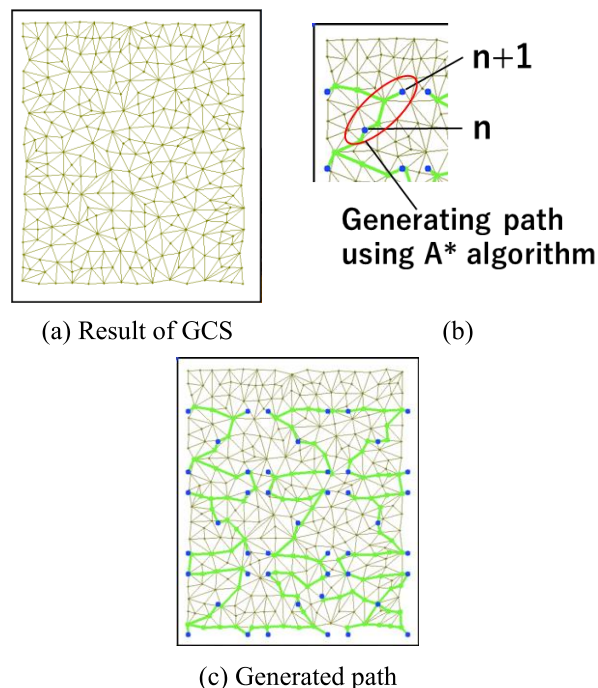 n+1
n
Generating path
using A* algorithm
(a) Result of GCS
(b)
(c) Generated path